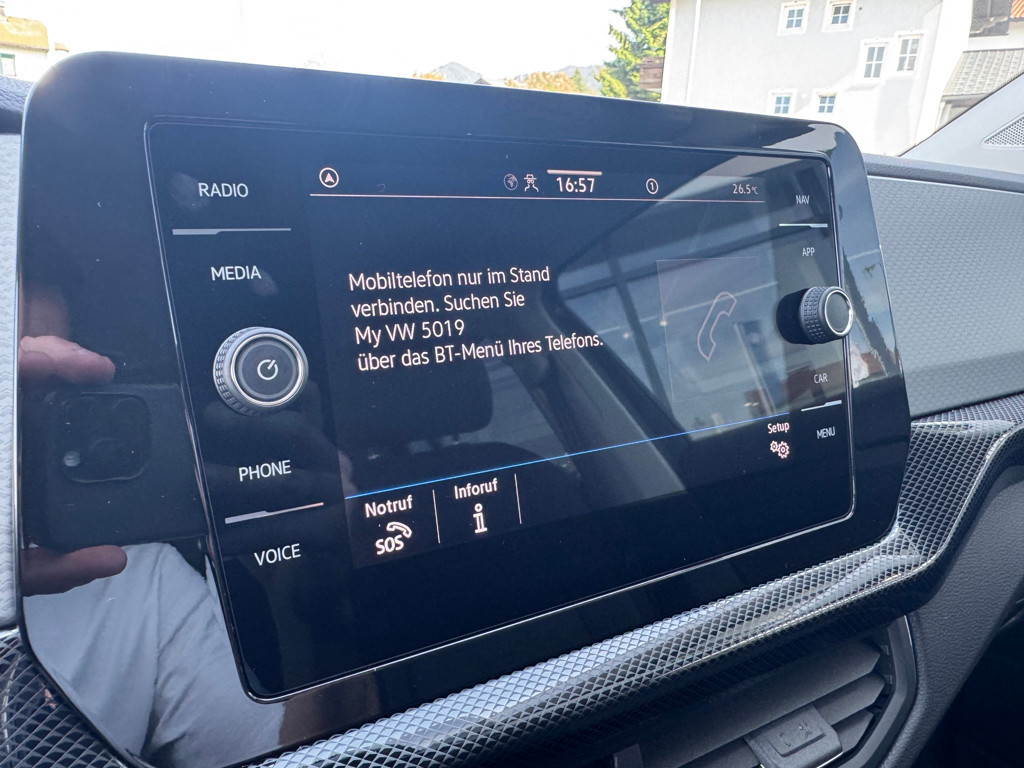 RADIO
MEDIA
PHONE
VOICE
16:57
1
26.5°C
Mobiltelefon nur im Stand
verbinden. Suchen Sie
My VW 5019
über das BT-Menü Ihres Telefons.
Notruf
SOS
Inforuf
i
Setup
NAV
APP
CAR
MENU